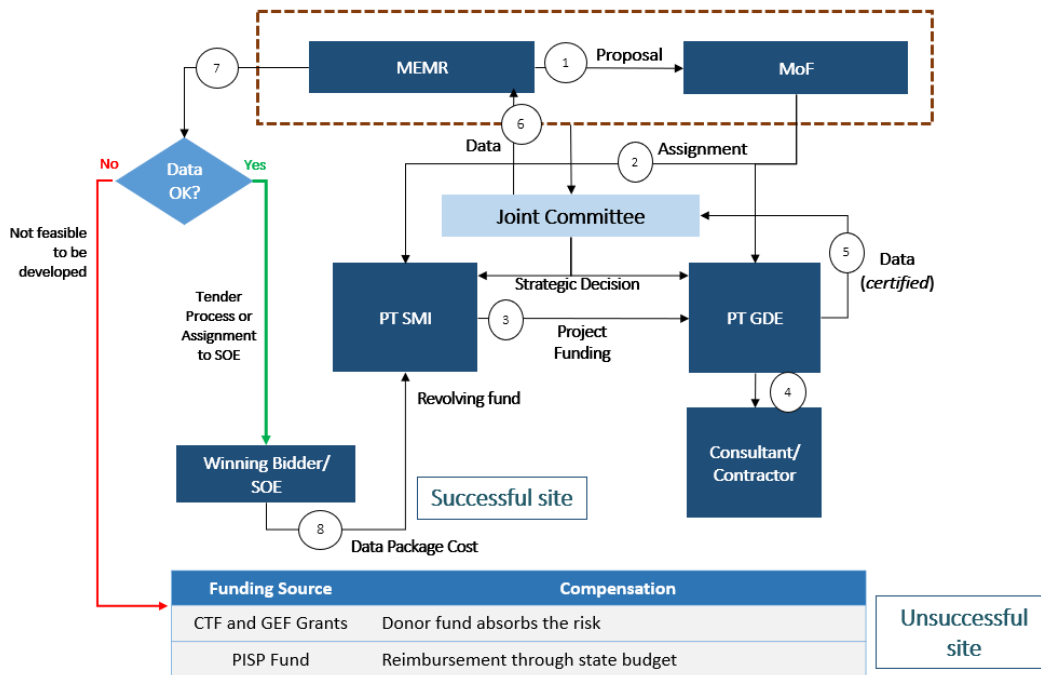 7
MEMR
1
Proposal
MoF
6
Data
2
Assignment
No
Data
OK?
Yes
Joint Committee
Not feasible
to be
developed
5
Data
(certified)
Strategic Decision
PT SMI
3
Project
Funding
PT GDE
Tender
Process or
Assignment
to SOE
Revolving fund
4
Winning Bidder/
SOE
Consultant/
Contractor
Successful site
8
Data Package Cost
Funding Source Compensation
CTF and GEF Grants Donor fund absorbs the risk
PISP Fund Reimbursement through state budget
Unsuccessful
site